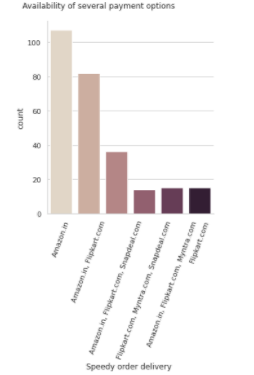 Availability of several payment options
100
80
60
40
20
0
count
Amazon.in
Amazon.in, Flipkart.com
Amazon.in, Flipkart.com, Snapdeal.com
Flipkart.com, Myntra.com, Snapdeal.com
Amazon.in, Flipkart.com, Myntra.com
Flipkart.com
Speedy order delivery